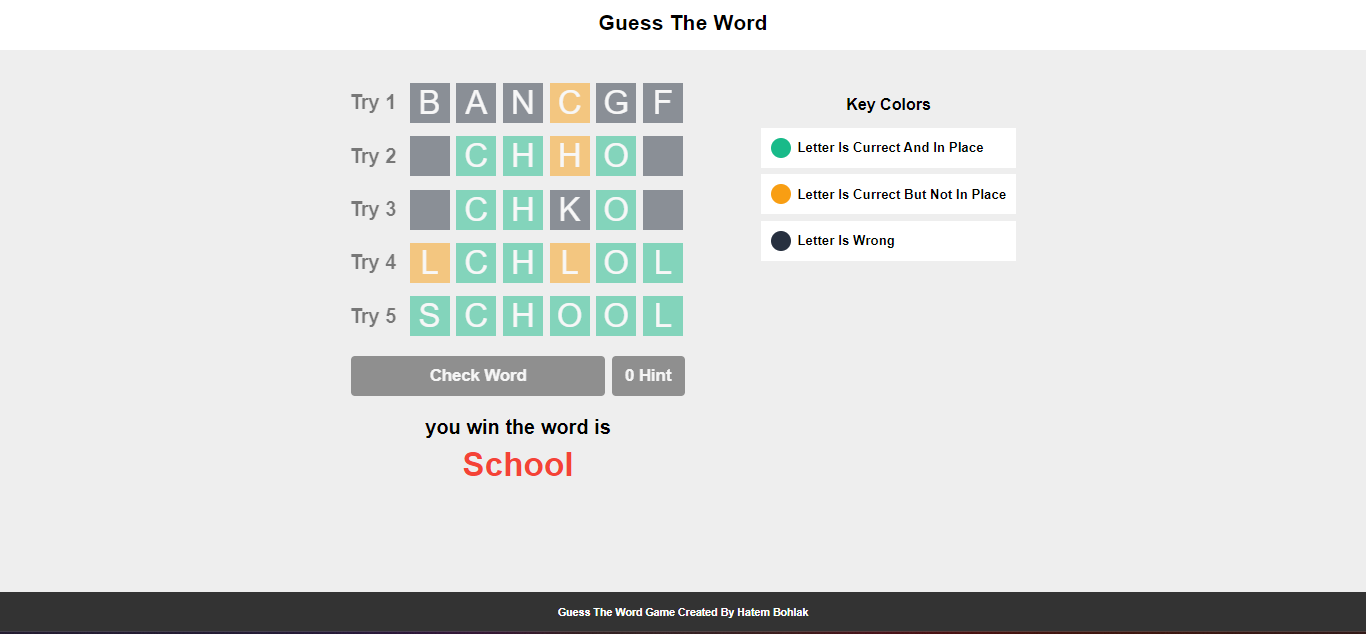 Guess The Word
Try 1 B A N C G F
Try 2 C H H O
Try 3 C H K O
Try 4 L C H L O L
Try 5 S C H O O L
Check Word 0 Hint
you win the word is
School
Key Colors
Letter Is Currect And In Place
Letter Is Currect But Not In Place
Letter Is Wrong
Guess The Word Game Created By Hatem Bohlak